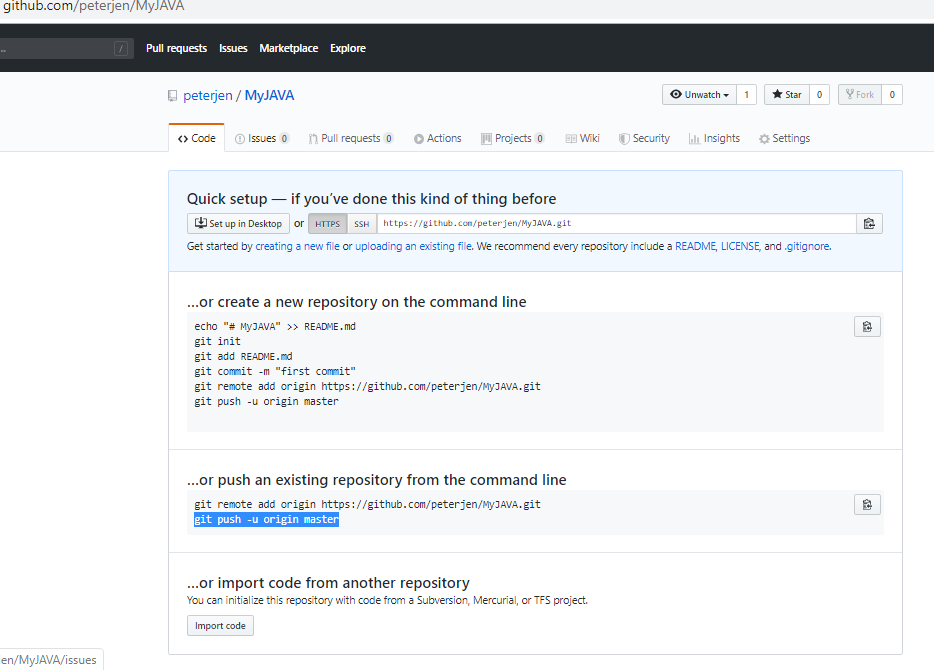 github.com/peterjen/MyJAVA
.. / Pull requests Issues Marketplace Explore
peterjen / MyJAVA Unwatch 1 Star 0 Fork 0
Code Issues 0 Pull requests 0 Actions Projects 0 Wiki Security Insights Settings
Quick setup — if you've done this kind of thing before
Set up in Desktop or HTTPS SSH https://github.com/peterjen/MyJAVA.git
Get started by creating a new file or uploading an existing file. We recommend every repository include a README, LICENSE, and .gitignore.
...or create a new repository on the command line
echo "# MyJAVA" >> README.md
git init
git add README.md
git commit -m "first commit"
git remote add origin https://github.com/peterjen/MyJAVA.git
git push -u origin master
...or push an existing repository from the command line
git remote add origin https://github.com/peterjen/MyJAVA.git
git push -u origin master
...or import code from another repository
You can initialize this repository with code from a Subversion, Mercurial, or TFS project.
Import code
en/MyJAVA/issues